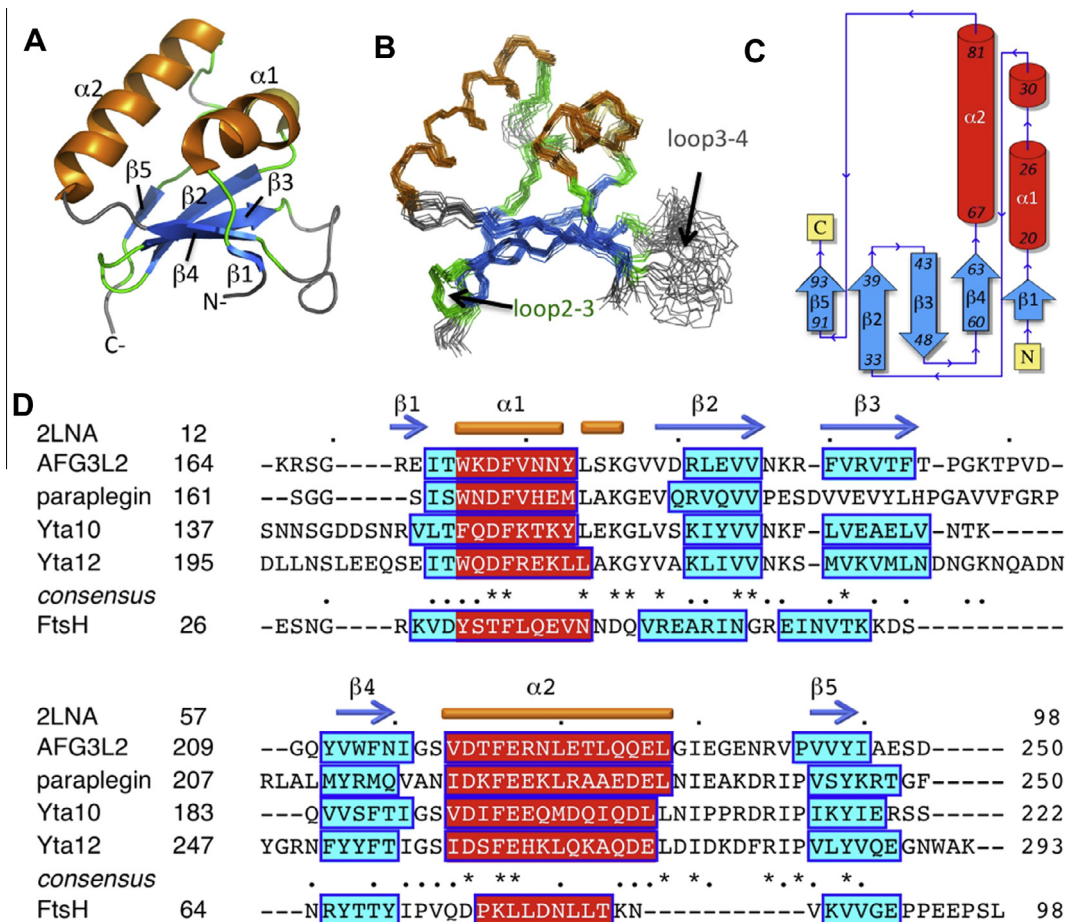 A
α2
α1
β5
β2
β3
β4
β1
N-
C-
B
loop3-4
loop2-3
C
81
30
α2
26
α1
67
20
C
93
β5
91
39
β2
33
43
β3
48
63
β4
60
β1
N
D
β1 α1 β2 β3
2LNA 12 . . . . .
AFG3L2 164 -KRSG----REITWKDFVNNYLSKGVVDRLEVVNKR-FVRVTFT-PGKTPVD-
paraplegin 161 --SGG----SISWNDFVHEMLAKGEVQRVQVVPESDVVEVYLHPGAVVFGRP
Yta10 137 SNNSGDDSNRVLTFQDFKTKYLEKGLVSKIYVVNKF-LVEAELV-NTK-----
Yta12 195 DLLNSLEEQSEITWQDFREKLLAKGYVAKLIVVNKS-MVKVMLNDNGKNQADN
consensus . ....** * ** * . .**.. .*. . ..
FtsH 26 -ESNG----RKVDYSTFLQEVNNDQVREARINGREINVTKKDS----------
β4 α2 β5
2LNA 57 . . . . 98
AFG3L2 209 --GQYVWFNIGSVDTFERNLETLQQELGIEGENRVPVVYIAESD----- 250
paraplegin 207 RLALMYRMQVANIDKFEEKLRAAEDELNIEAKDRIPVSYKRTGF----- 250
Yta10 183 ---QVVSFTIGSVDIFEEQMDQIQDLLNIPPRDRIPIKYIERSS----- 222
Yta12 247 YGRNFYYFTIGSIDSFEHKLQKAQDELDIDKDFRIPVLYVQEGNWAK-- 293
consensus . . ....* ** . ...* *. *.* *.
FtsH 64 ---NRYTTYIPVQDPKLLDNLLTKN-----------VKVVGEPPEEPSL 98